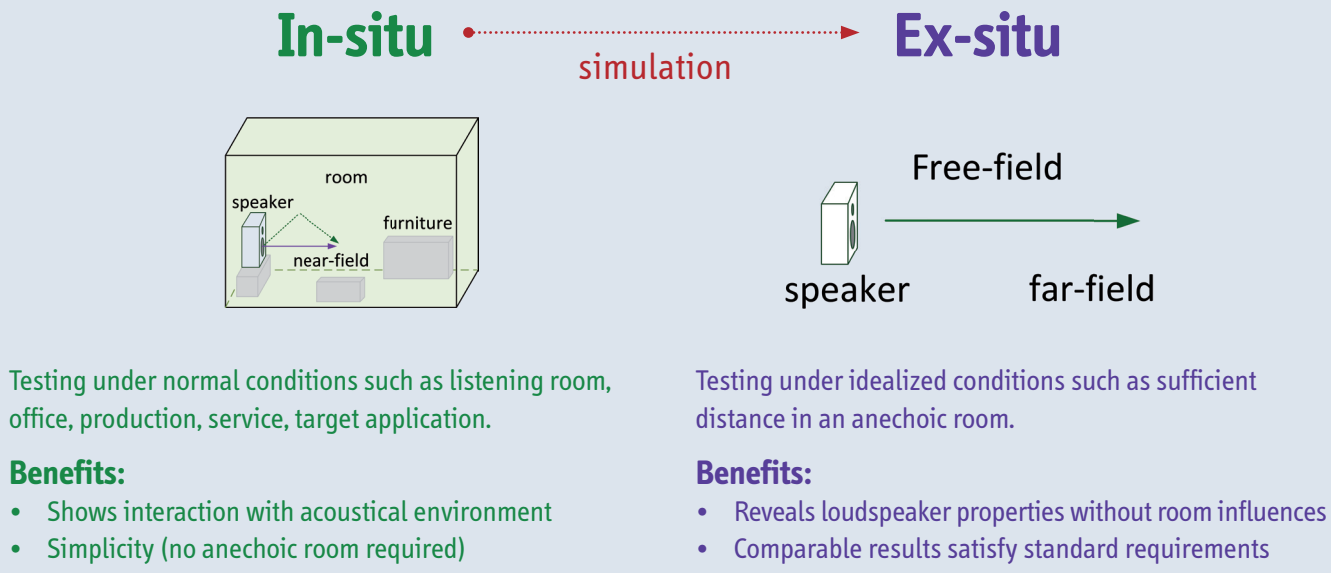 In-situ
simulation
Ex-situ
room
speaker
furniture
near-field
Free-field
speaker
far-field
Testing under normal conditions such as listening room,
office, production, service, target application.
Benefits:
• Shows interaction with acoustical environment
• Simplicity (no anechoic room required)
Testing under idealized conditions such as sufficient
distance in an anechoic room.
Benefits:
• Reveals loudspeaker properties without room influences
• Comparable results satisfy standard requirements